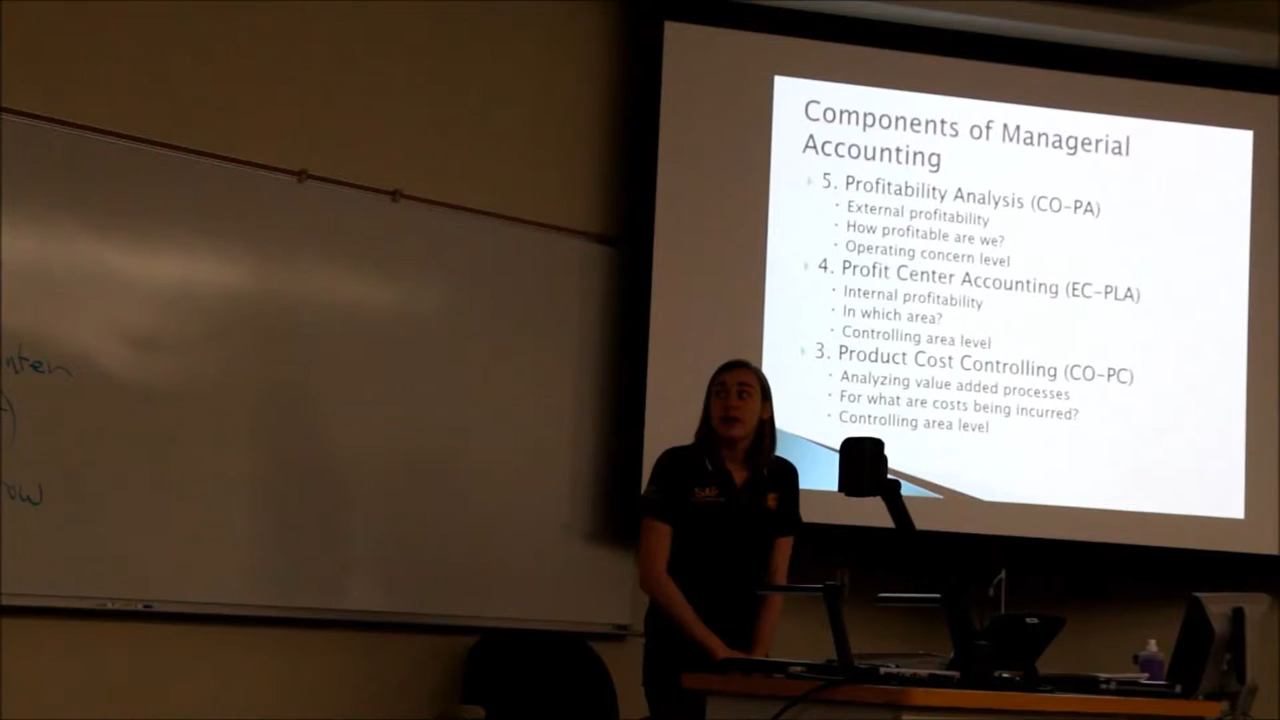 Components of Managerial
Accounting
5. Profitability Analysis (CO-PA)
External profitability
How profitable are we?
Operating concern level
4. Profit Center Accounting (EC-PLA)
Internal profitability
In which area?
Controlling area level
3. Product Cost Controlling (CO-PC)
Analyzing value added processes
For what are costs being incurred?
Controlling area level